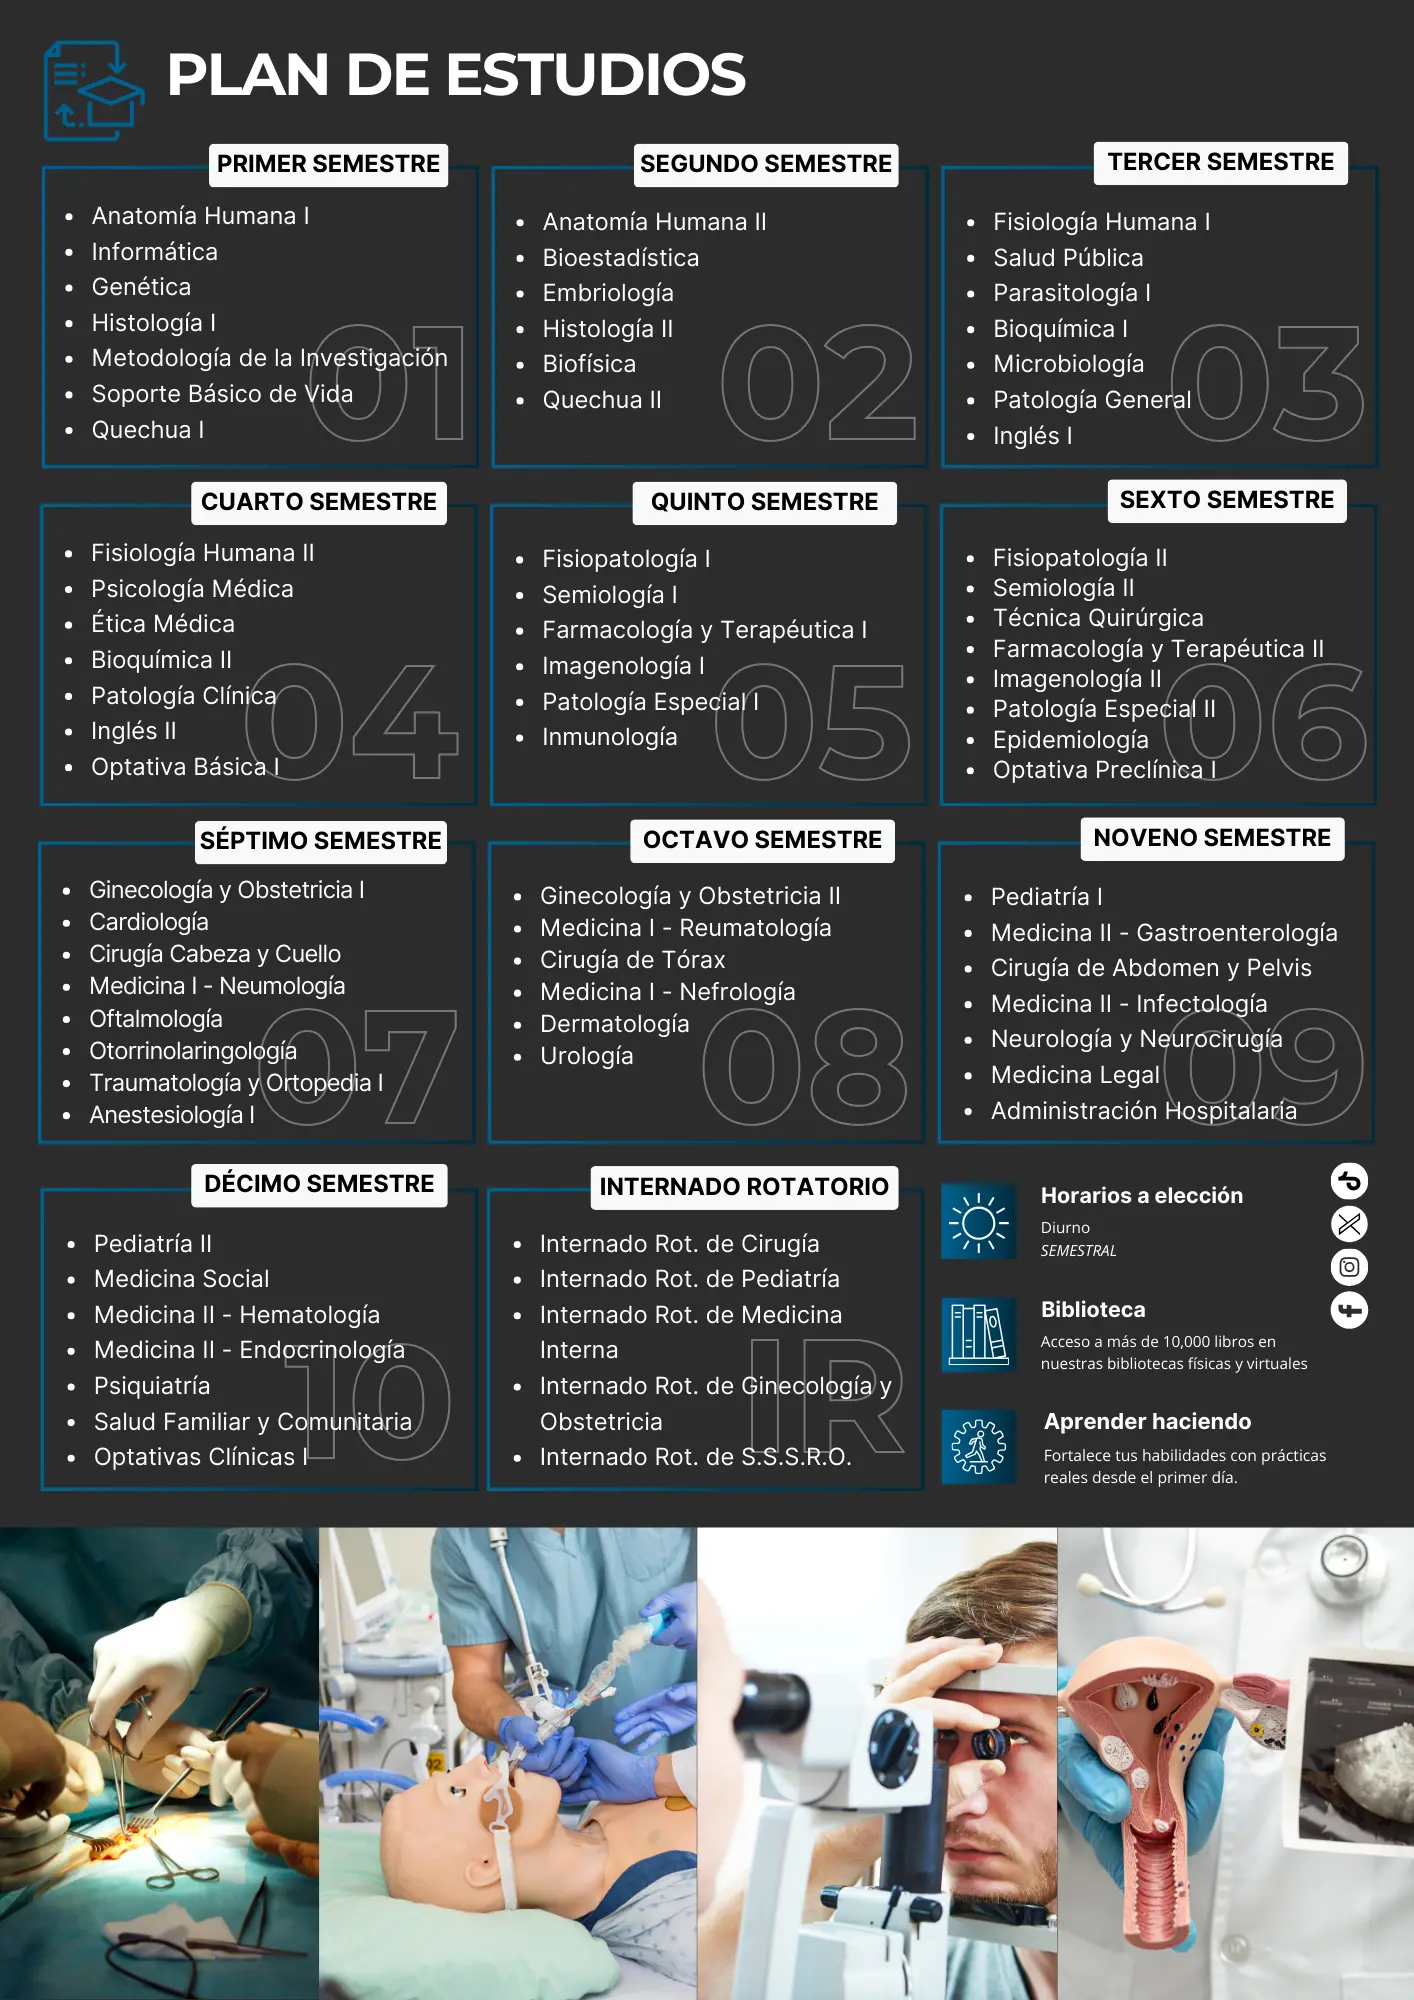 PLAN DE ESTUDIOS
PRIMER SEMESTRE
• Anatomía Humana I
• Informática
• Genética
• Histología I
• Metodología de la Investigación
• Soporte Básico de Vida
• Quechua I
01
SEGUNDO SEMESTRE
• Anatomía Humana II
• Bioestadística
• Embriología
• Histología II
• Biofísica
• Quechua II
02
TERCER SEMESTRE
• Fisiología Humana I
• Salud Pública
• Parasitología I
• Bioquímica I
• Microbiología
• Patología General
• Inglés I
03
CUARTO SEMESTRE
• Fisiología Humana II
• Psicología Médica
• Ética Médica
• Bioquímica II
• Patología Clínica
• Inglés II
• Optativa Básica I
04
QUINTO SEMESTRE
• Fisiopatología I
• Semiología I
• Farmacología y Terapéutica I
• Imagenología I
• Patología Especial I
• Inmunología
05
SEXTO SEMESTRE
• Fisiopatología II
• Semiología II
• Técnica Quirúrgica
• Farmacología y Terapéutica II
• Imagenología II
• Patología Especial II
• Epidemiología
• Optativa Preclínica I
06
SÉPTIMO SEMESTRE
• Ginecología y Obstetricia I
• Cardiología
• Cirugía Cabeza y Cuello
• Medicina I - Neumología
• Oftalmología
• Otorrinolaringología
• Traumatología y Ortopedia I
• Anestesiología I
07
OCTAVO SEMESTRE
• Ginecología y Obstetricia II
• Medicina I - Reumatología
• Cirugía de Tórax
• Medicina I - Nefrología
• Dermatología
• Urología
08
NOVENO SEMESTRE
• Pediatría I
• Medicina II - Gastroenterología
• Cirugía de Abdomen y Pelvis
• Medicina II - Infectología
• Neurología y Neurocirugía
• Medicina Legal
• Administración Hospitalaria
09
DÉCIMO SEMESTRE
• Pediatría II
• Medicina Social
• Medicina II - Hematología
• Medicina II - Endocrinología
• Psiquiatría
• Salud Familiar y Comunitaria
• Optativas Clínicas I
10
INTERNADO ROTATORIO
• Internado Rot. de Cirugía
• Internado Rot. de Pediatría
• Internado Rot. de Medicina
Interna
• Internado Rot. de Ginecología y
Obstetricia
• Internado Rot. de S.S.S.R.O.
IR
Horarios a elección
Diurno
SEMESTRAL
Biblioteca
Acceso a más de 10,000 libros en
nuestras bibliotecas físicas y virtuales
Aprender haciendo
Fortalece tus habilidades con prácticas
reales desde el primer día.